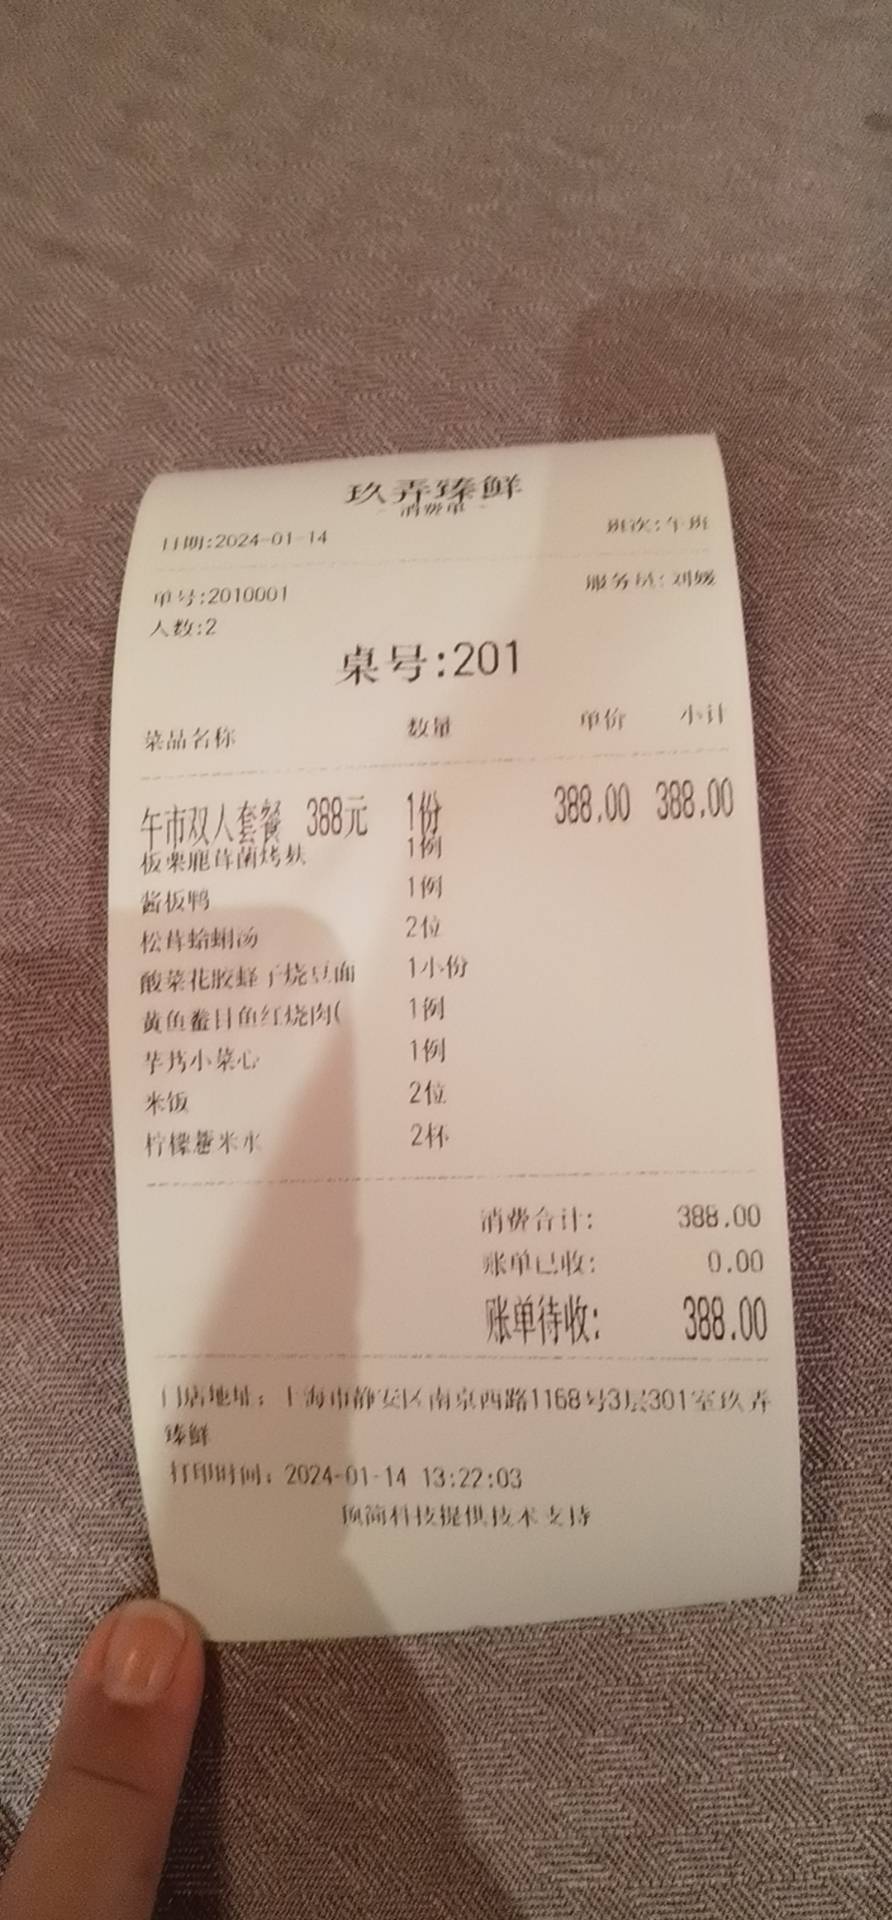 玖弄臻鲜
消费单
日期:2024-01-14 班次:午班
单号:2010001 服务员:刘媛
人数:2
桌号:201
菜品名称 数量 单价 小计
午市双人套餐 388元 1份 388.00 388.00
板栗鹿茸菌烤麸 1例
酱板鸭 1例
松茸蛤蜊汤 2位
酸菜花胶蛏子烧豆面 1小份
黄鱼鲞目鱼红烧肉( 1例
小菜心 1例
米饭 2位
柠檬薏米水 2杯
消费合计: 388.00
账单已收: 0.00
账单待收: 388.00
门店地址: 上海市静安区南京西路1168号3层301室玖弄
臻鲜
打印时间: 2024-01-14 13:22:03
科技提供技术支持